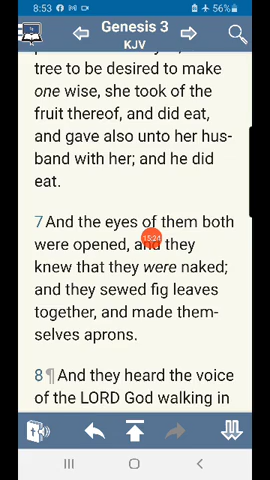 8:53
56%
Genesis 3
KJV
tree to be desired to make
one wise, she took of the
fruit thereof, and did eat,
and gave also unto her hus-
band with her; and he did
eat.
7 And the eyes of them both
were opened, and they
15:24
knew that they were naked;
and they sewed fig leaves
together, and made them-
selves aprons.
8 ¶ And they heard the voice
of the LORD God walking in